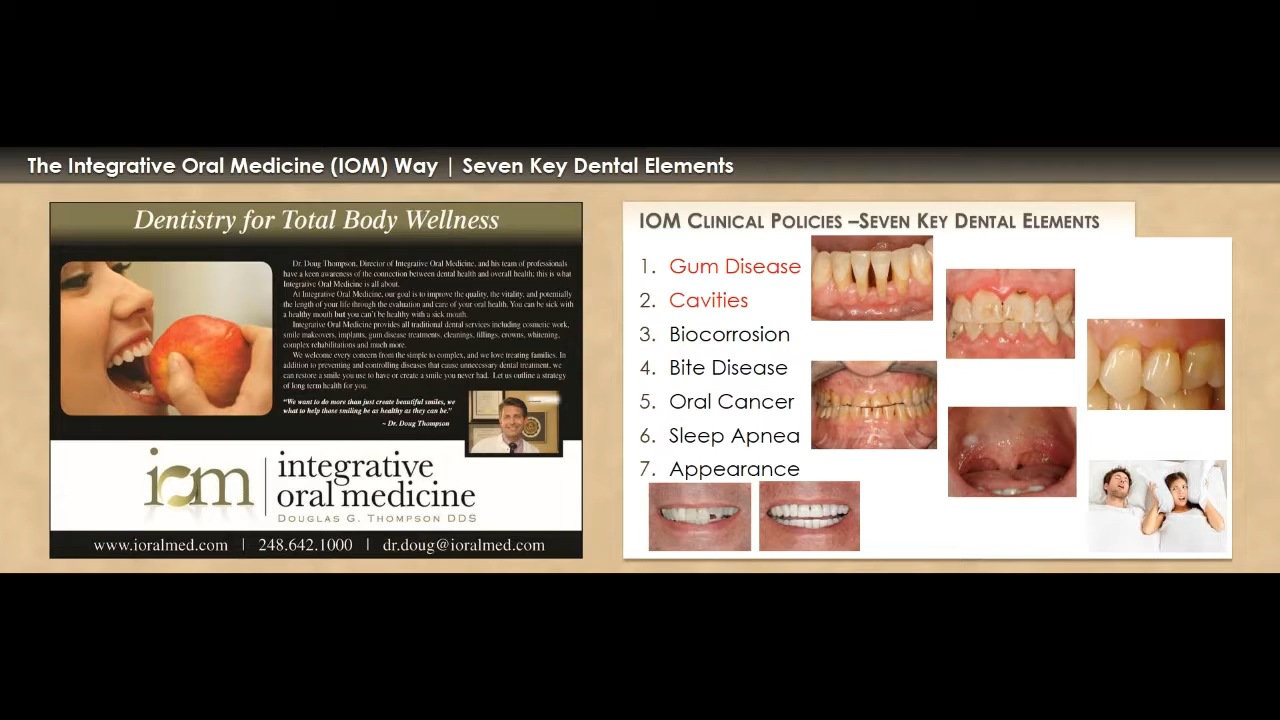 The Integrative Oral Medicine (IOM) Way | Seven Key Dental Elements
Dentistry for Total Body Wellness
Dr. Doug Thompson, Director of Integrative Oral Medicine, and his team of professionals
have a keen awareness of the connection between dental health and overall health; this is what
Integrative Oral Medicine is all about.
At Integrative Oral Medicine, our goal is to improve the quality, the vitality, and potentially
the length of your life through the evaluation and care of your oral health. You can be sick with
a healthy mouth but you can't be healthy with a sick mouth.
Integrative Oral Medicine provides all traditional dental services including cosmetic work,
smile makeovers, implants, gum disease treatments, cleanings, fillings, crowns, whitening,
complex rehabilitations and much more.
We welcome every concern from the simple to complex, and we love treating families. In
addition to preventing and controlling diseases that cause unnecessary dental treatment, we
can restore a smile you use to have or create a smile you never had. Let us outline a strategy
of long term health for you.
"We want to do more than just create beautiful smiles, we
what to help those smiling be as healthy as they can be."
~ Dr. Doug Thompson
iom
integrative
oral medicine
DOUGLAS G. THOMPSON DDS
www.ioralmed.com | 248.642.1000 | dr.doug@ioralmed.com
IOM CLINICAL POLICIES –SEVEN KEY DENTAL ELEMENTS
1. Gum Disease
2. Cavities
3. Biocorrosion
4. Bite Disease
5. Oral Cancer
6. Sleep Apnea
7. Appearance